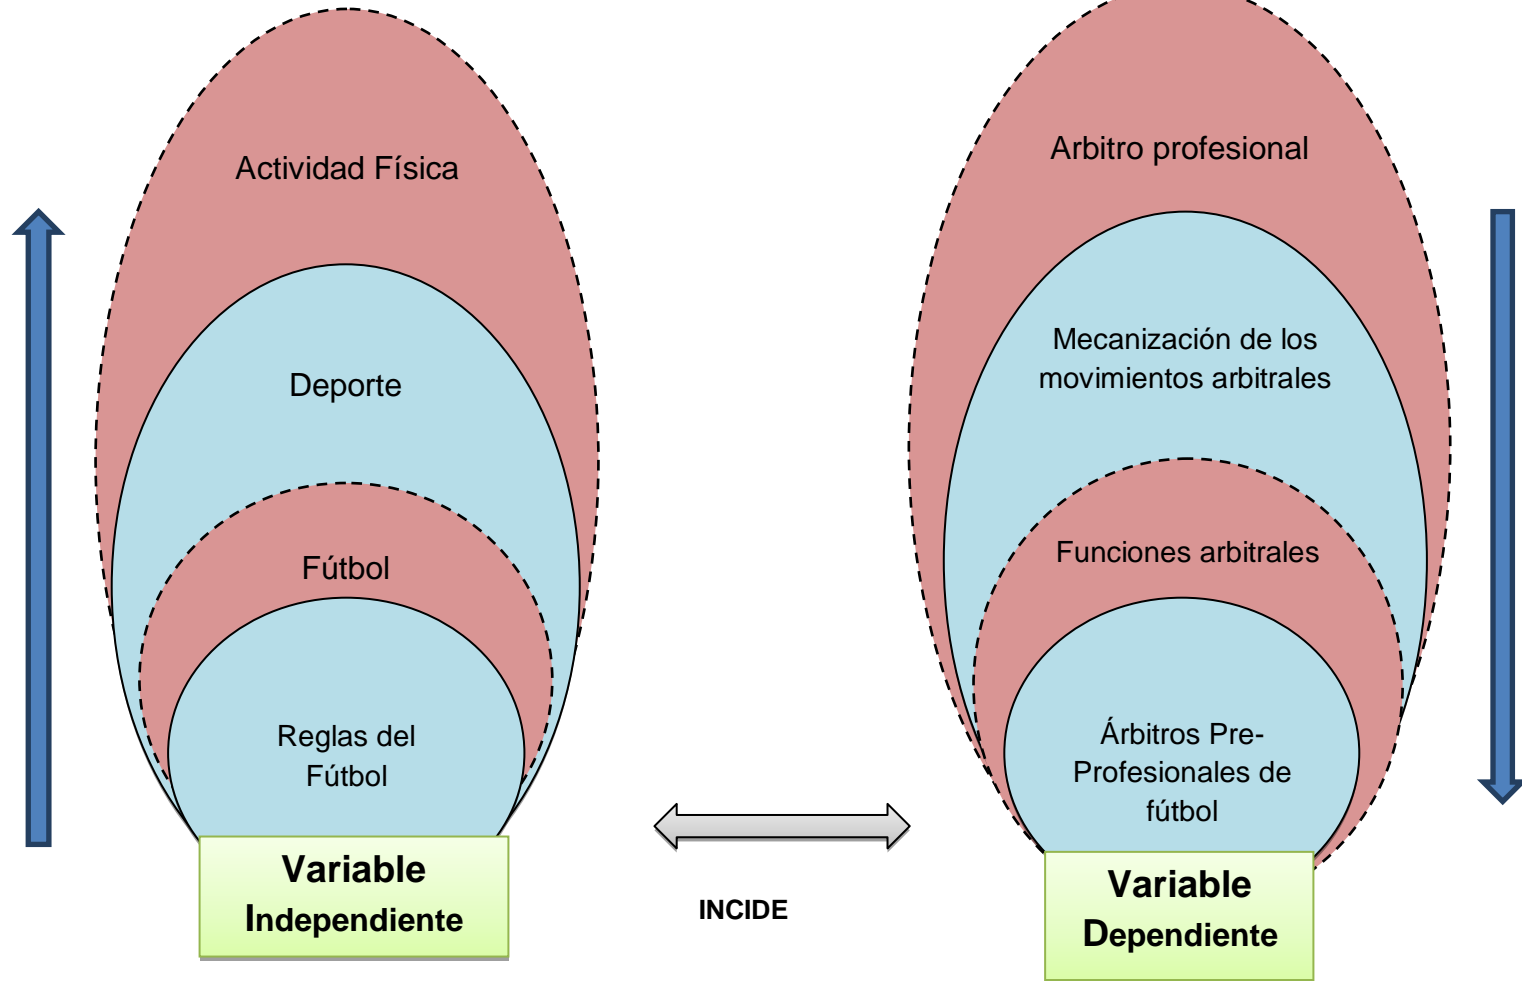 Actividad Física
Deporte
Fútbol
Reglas del
Fútbol
Variable
Independiente
INCIDE
Arbitro profesional
Mecanización de los
movimientos arbitrales
Funciones arbitrales
Árbitros Pre-
Profesionales de
fútbol
Variable
Dependiente